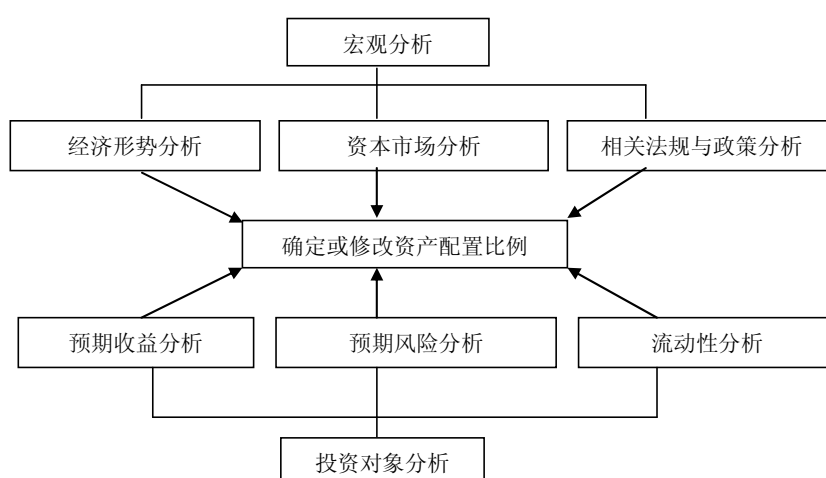 宏观分析
经济形势分析
资本市场分析
相关法规与政策分析
确定或修改资产配置比例
预期收益分析
预期风险分析
流动性分析
投资对象分析